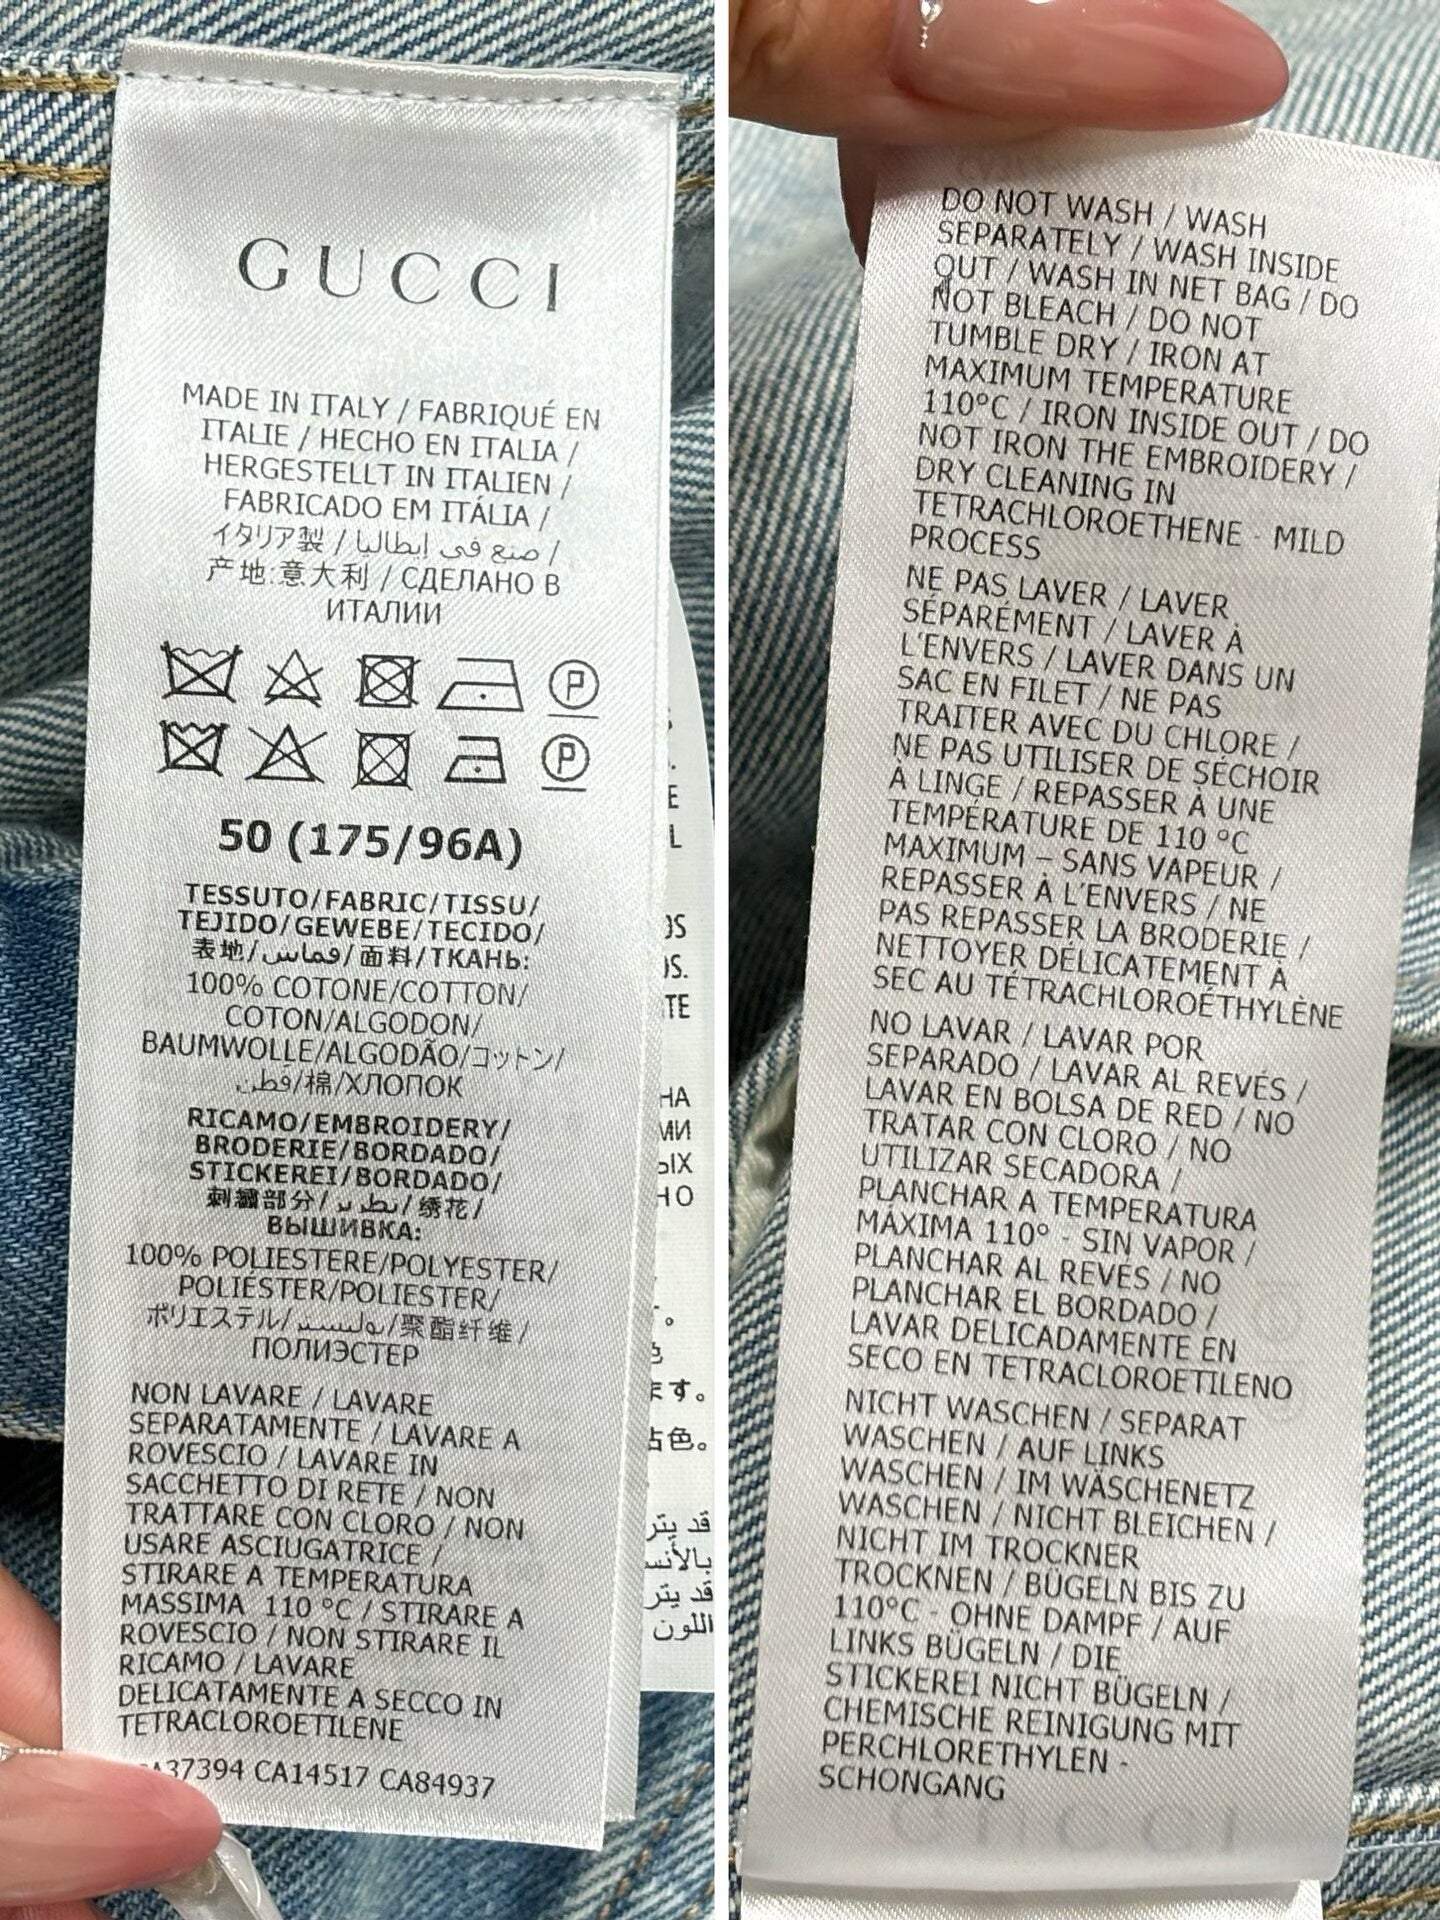 GUCCI
MADE IN ITALY / FABRIQUÉ EN
ITALIE / HECHO EN ITALIA /
HERGESTELLT IN ITALIEN /
FABRICADO EM ITÁLIA /
イタリア製 / صنع في إيطاليا /
产地:意大利 / СДЕЛАНО В
ИТАЛИИ
P
P
50 (175/96A)
TESSUTO/FABRIC/TISSU/
TEJIDO/GEWEBE/TECIDO/
表地/قماس/面料/ТКАНЬ:
100% COTONE/COTTON/
COTON/ALGODON/
BAUMWOLLE/ALGODÃO/コットン/
قطن/棉/ХЛОПОК
RICAMO/EMBROIDERY/
BRODERIE/BORDADO/
STICKEREI/BORDADO/
刺繍部分/تطريز/绣花/
ВЫШИВКА:
100% POLIESTERE/POLYESTER/
POLIÉSTER/POLIESTER/
ポリエステル/بوليستر/聚酯纤维/
ПОЛИЭСТЕР
NON LAVARE / LAVARE
SEPARATAMENTE / LAVARE A
ROVESCIO / LAVARE IN
SACCHETTO DI RETE / NON
TRATTARE CON CLORO / NON
USARE ASCIUGATRICE /
STIRARE A TEMPERATURA
MASSIMA 110 °C / STIRARE A
ROVESCIO / NON STIRARE IL
RICAMO / LAVARE
DELICATAMENTE A SECCO IN
TETRACLOROETILENE
37394 CA14517 CA84937
DO NOT WASH / WASH
SEPARATELY / WASH INSIDE
OUT / WASH IN NET BAG / DO
NOT BLEACH / DO NOT
TUMBLE DRY / IRON AT
MAXIMUM TEMPERATURE
110°C / IRON INSIDE OUT / DO
NOT IRON THE EMBROIDERY /
DRY CLEANING IN
TETRACHLOROETHENE - MILD
PROCESS
NE PAS LAVER / LAVER
SÉPARÉMENT / LAVER À
L'ENVERS / LAVER DANS UN
SAC EN FILET / NE PAS
TRAITER AVEC DU CHLORE /
NE PAS UTILISER DE SÉCHOIR
À LINGE / REPASSER À UNE
TEMPÉRATURE DE 110 °C
MAXIMUM – SANS VAPEUR /
REPASSER À L'ENVERS / NE
PAS REPASSER LA BRODERIE /
NETTOYER DÉLICATEMENT À
SEC AU TÉTRACHLOROÉTHYLÈNE
NO LAVAR / LAVAR POR
SEPARADO / LAVAR AL REVÉS /
LAVAR EN BOLSA DE RED / NO
TRATAR CON CLORO / NO
UTILIZAR SECADORA /
PLANCHAR A TEMPERATURA
MÁXIMA 110° - SIN VAPOR /
PLANCHAR AL REVÉS / NO
PLANCHAR EL BORDADO /
LAVAR DELICADAMENTE EN
SECO EN TETRACLOROETILENO
NICHT WASCHEN / SEPARAT
WASCHEN / AUF LINKS
WASCHEN / IM WÄSCHENETZ
WASCHEN / NICHT BLEICHEN /
NICHT IM TROCKNER
TROCKNEN / BÜGELN BIS ZU
110°C - OHNE DAMPF / AUF
LINKS BÜGELN / DIE
STICKEREI NICHT BÜGELN /
CHEMISCHE REINIGUNG MIT
PERCHLORETHYLEN -
SCHONGANG